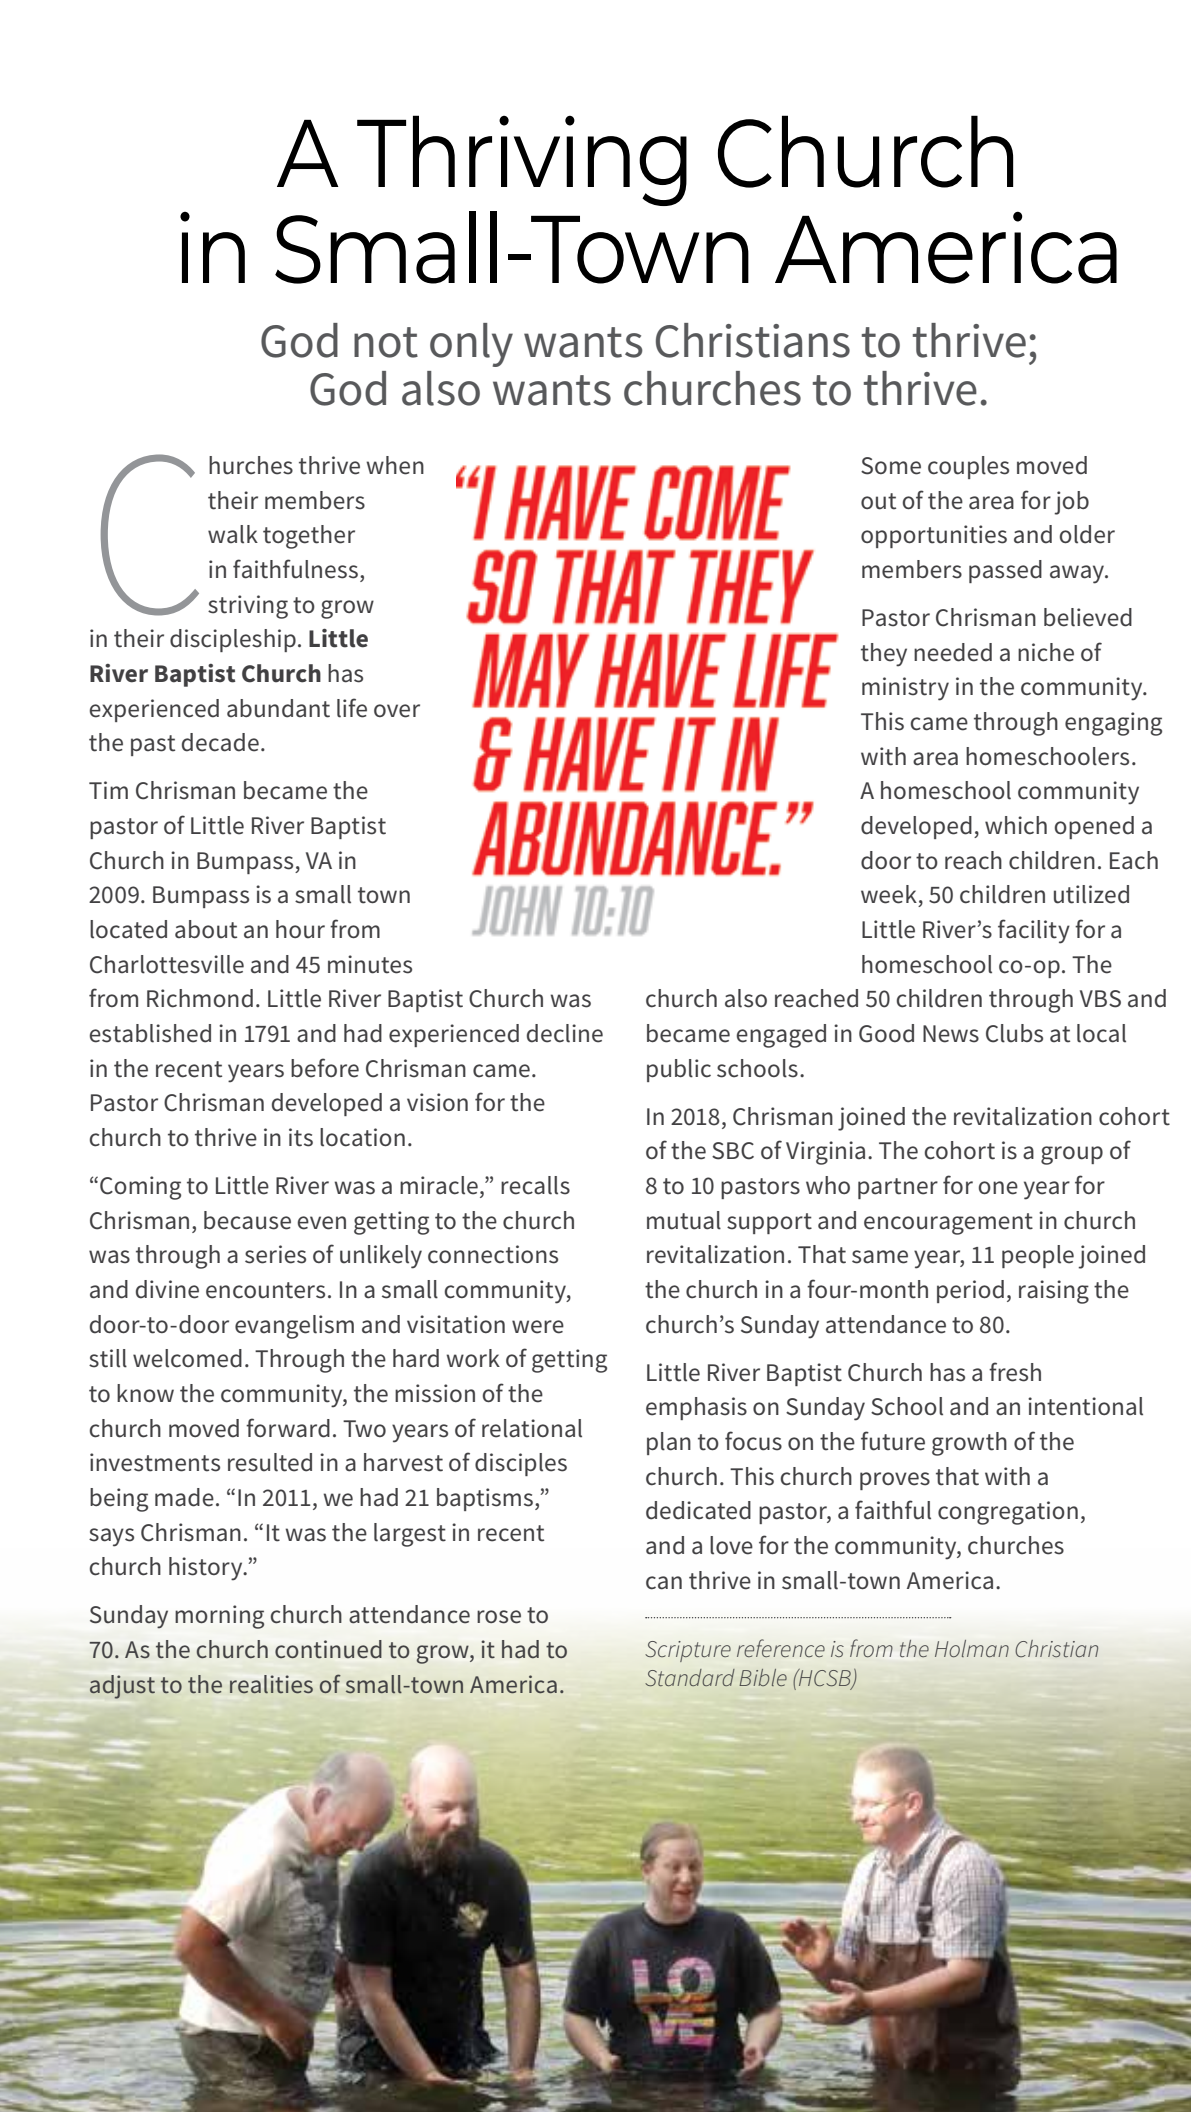 A Thriving Church
in Small-Town America
God not only wants Christians to thrive;
God also wants churches to thrive.
Churches thrive when
their members
walk together
in faithfulness,
striving to grow
in their discipleship. Little
River Baptist Church has
experienced abundant life over
the past decade.
Tim Chrisman became the
pastor of Little River Baptist
Church in Bumpass, VA in
2009. Bumpass is a small town
located about an hour from
Charlottesville and 45 minutes
from Richmond. Little River Baptist Church was
established in 1791 and had experienced decline
in the recent years before Chrisman came.
Pastor Chrisman developed a vision for the
church to thrive in its location.
“Coming to Little River was a miracle,” recalls
Chrisman, because even getting to the church
was through a series of unlikely connections
and divine encounters. In a small community,
door-to-door evangelism and visitation were
still welcomed. Through the hard work of getting
to know the community, the mission of the
church moved forward. Two years of relational
investments resulted in a harvest of disciples
being made. “In 2011, we had 21 baptisms,”
says Chrisman. “It was the largest in recent
church history.”
Sunday morning church attendance rose to
70. As the church continued to grow, it had to
adjust to the realities of small-town America.
“I HAVE COME
SO THAT THEY
MAY HAVE LIFE
& HAVE IT IN
ABUNDANCE.”
JOHN 10:10
Some couples moved
out of the area for job
opportunities and older
members passed away.
Pastor Chrisman believed
they needed a niche of
ministry in the community.
This came through engaging
with area homeschoolers.
A homeschool community
developed, which opened a
door to reach children. Each
week, 50 children utilized
Little River’s facility for a
homeschool co-op. The
church also reached 50 children through VBS and
became engaged in Good News Clubs at local
public schools.
In 2018, Chrisman joined the revitalization cohort
of the SBC of Virginia. The cohort is a group of
8 to 10 pastors who partner for one year for
mutual support and encouragement in church
revitalization. That same year, 11 people joined
the church in a four-month period, raising the
church’s Sunday attendance to 80.
Little River Baptist Church has a fresh
emphasis on Sunday School and an intentional
plan to focus on the future growth of the
church. This church proves that with a
dedicated pastor, a faithful congregation,
and a love for the community, churches
can thrive in small-town America.
Scripture reference is from the Holman Christian
Standard Bible (HCSB)
LO
VE